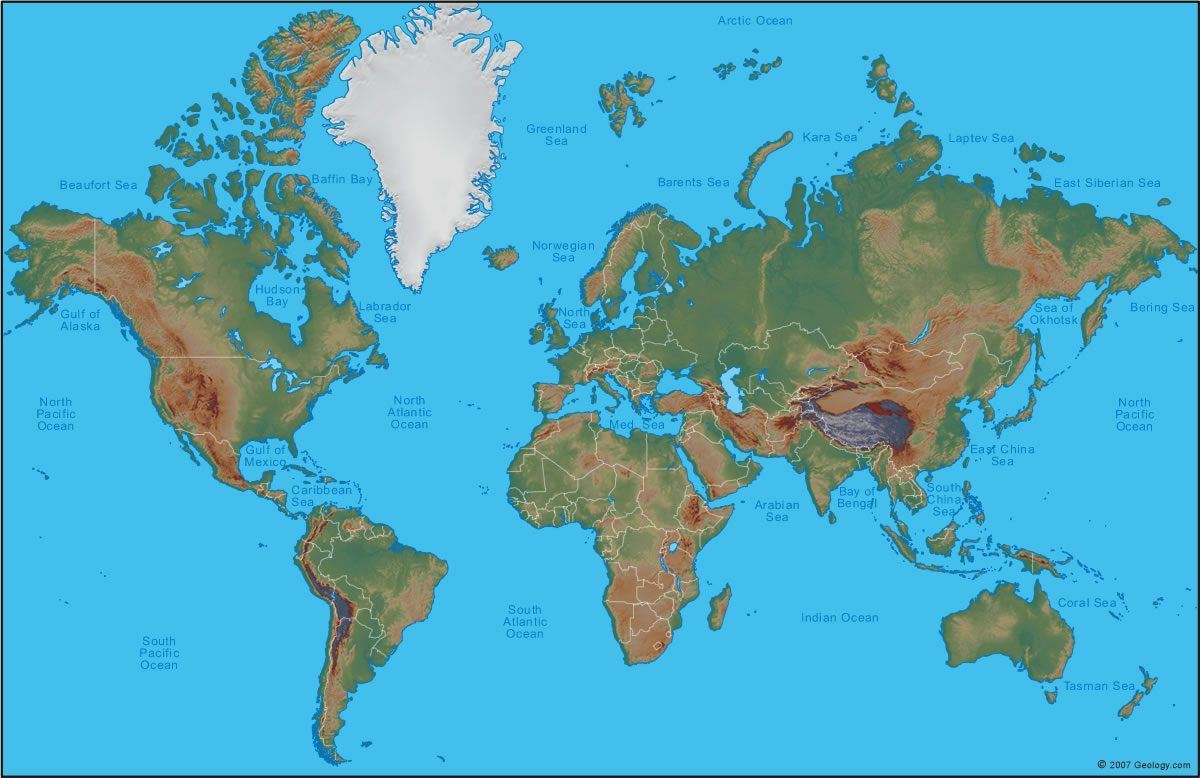 Arctic Ocean
Greenland
Sea
Kara Sea
Laptev Sea
Beaufort Sea
Baffin Bay
Barents Sea
East Siberian Sea
Norwegian
Sea
Hudson
Bay
Labrador
Sea
Gulf of
Alaska
North
Sea
Sea of
Okhotsk
Bering Sea
North
Pacific
Ocean
North
Atlantic
Ocean
Med. Sea
North
Pacific
Ocean
Gulf of
Mexico
East China
Sea
Caribbean
Sea
Arabian
Sea
Bay of
Bengal
South
China
Sea
South
Atlantic
Ocean
Indian Ocean
Coral Sea
South
Pacific
Ocean
Tasman Sea
© 2007 Geology.com